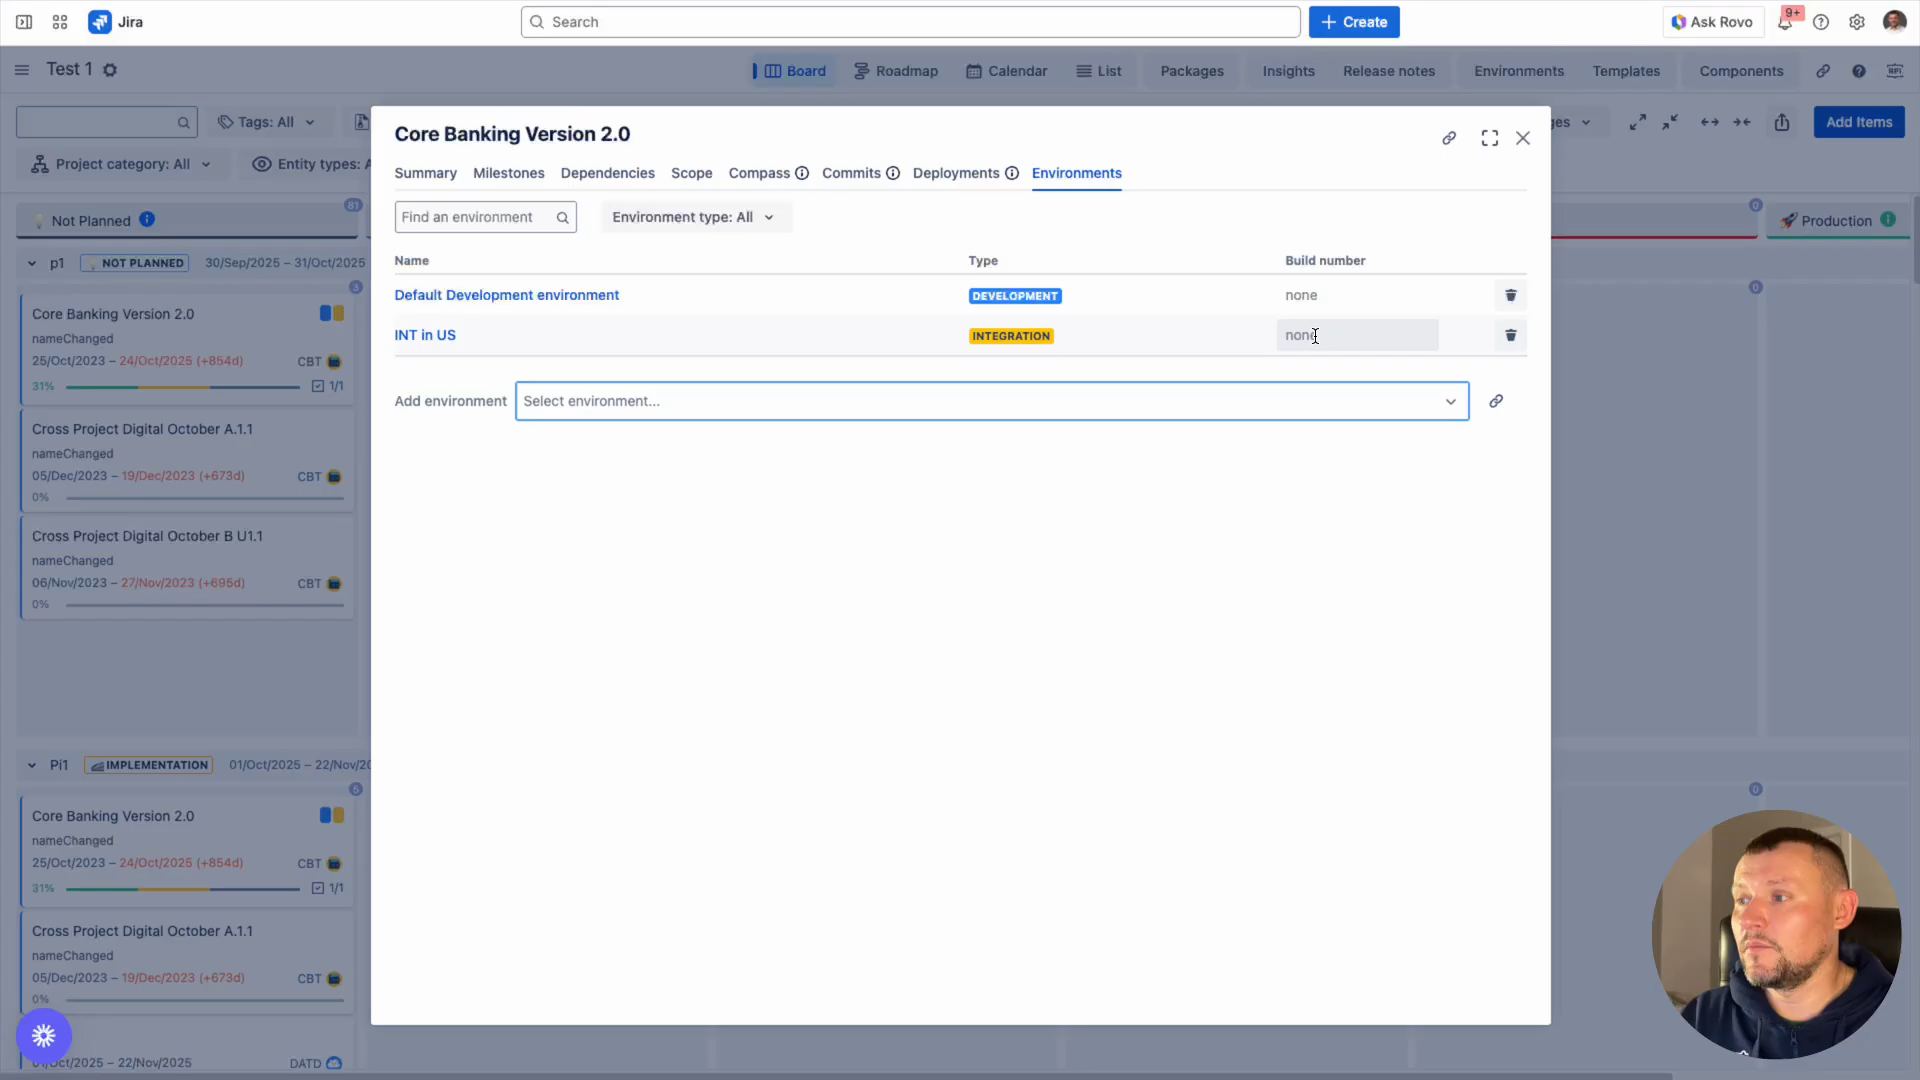 Jira
Search
Create
Ask Rovo
9+
Test 1
Board
Roadmap
Calendar
List
Packages
Insights
Release notes
Environments
Templates
Components
Tags: All
Add Items
Project category: All
Entity types:
Core Banking Version 2.0
Summary
Milestones
Dependencies
Scope
Compass
Commits
Deployments
Environments
Find an environment
Environment type: All
Name
Type
Build number
Default Development environment
DEVELOPMENT
none
INT in US
INTEGRATION
none
Add environment
Select environment...
Not Planned
81
0
Production
p1
NOT PLANNED
30/Sep/2025 – 31/Oct/2025
3
0
Core Banking Version 2.0
nameChanged
25/Oct/2023 – 24/Oct/2025 (+854d)
CBT
31%
1/1
Cross Project Digital October A.1.1
nameChanged
05/Dec/2023 – 19/Dec/2023 (+673d)
CBT
0%
Cross Project Digital October B U1.1
nameChanged
06/Nov/2023 – 27/Nov/2023 (+695d)
CBT
0%
Pi1
IMPLEMENTATION
01/Oct/2025 – 22/Nov/20
6
0
Core Banking Version 2.0
nameChanged
25/Oct/2023 – 24/Oct/2025 (+854d)
CBT
31%
1/1
Cross Project Digital October A.1.1
nameChanged
05/Dec/2023 – 19/Dec/2023 (+673d)
CBT
0%
01/Oct/2025 – 22/Nov/2025
DATD